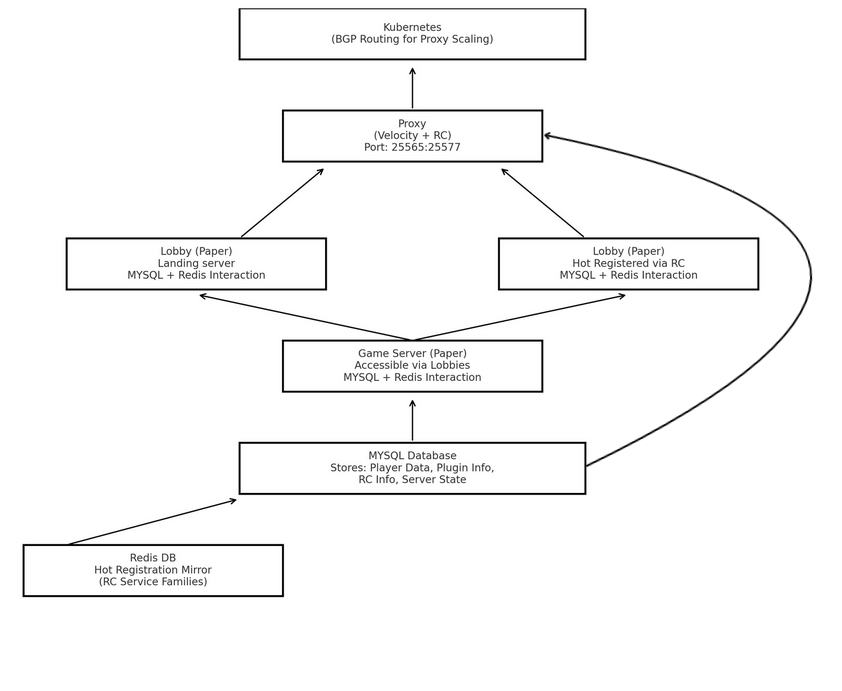 Kubernetes
(BGP Routing for Proxy Scaling)
Proxy
(Velocity + RC)
Port: 25565:25577
Lobby (Paper)
Landing server
MYSQL + Redis Interaction
Lobby (Paper)
Hot Registered via RC
MYSQL + Redis Interaction
Game Server (Paper)
Accessible via Lobbies
MYSQL + Redis Interaction
MYSQL Database
Stores: Player Data, Plugin Info,
RC Info, Server State
Redis DB
Hot Registration Mirror
(RC Service Families)